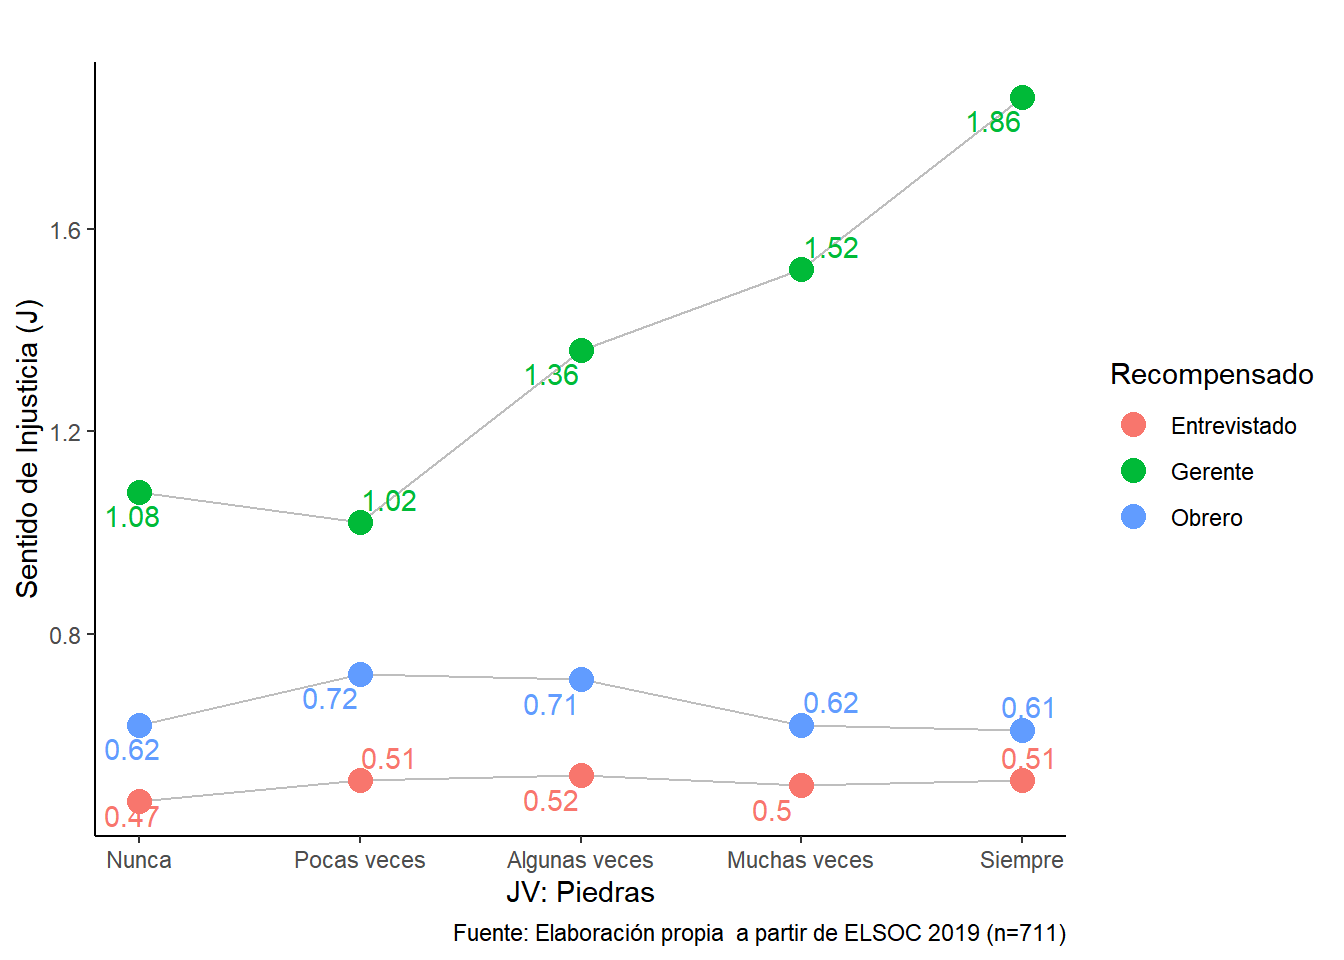 1.86
1.6
1.52
1.36
1.2
1.08
1.02
0.8
0.72
0.71
0.62
0.61
0.62
0.51
0.51
0.52
0.5
0.47
Sentido de Injusticia (J)
Nunca Pocas veces Algunas veces Muchas veces Siempre
JV: Piedras
Recompensado
Entrevistado
Gerente
Obrero
Fuente: Elaboración propia  a partir de ELSOC 2019 (n=711)